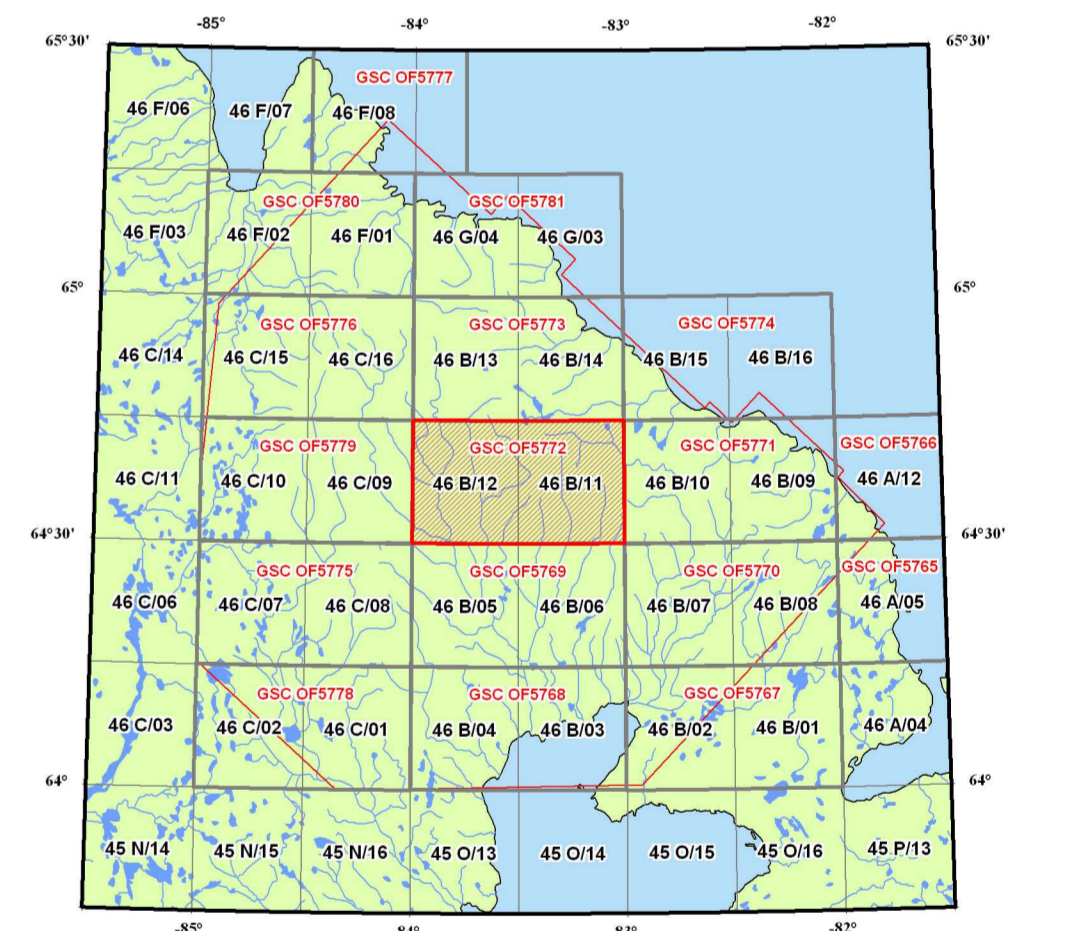 -85° -84° -83° -82°
65°30' 65°30'
GSC OF5777
46 F/06 46 F/07 46 F/08
GSC OF5780 GSC OF5781
46 F/03 46 F/02 46 F/01 46 G/04 46 G/03
65° 65°
GSC OF5776 GSC OF5773 GSC OF5774
46 C/14 46 C/15 46 C/16 46 B/13 46 B/14 46 B/15 46 B/16
GSC OF5779 GSC OF5772 GSC OF5771 GSC OF5766
46 C/11 46 C/10 46 C/09 46 B/12 46 B/11 46 B/10 46 B/09 46 A/12
64°30' 64°30'
GSC OF5775 GSC OF5769 GSC OF5770 GSC OF5765
46 C/06 46 C/07 46 C/08 46 B/05 46 B/06 46 B/07 46 B/08 46 A/05
GSC OF5778 GSC OF5768 GSC OF5767
46 C/03 46 C/02 46 C/01 46 B/04 46 B/03 46 B/02 46 B/01 46 A/04
64° 64°
45 N/14 45 N/15 45 N/16 45 O/13 45 O/14 45 O/15 45 O/16 45 P/13
-85° -84° -83° -82°